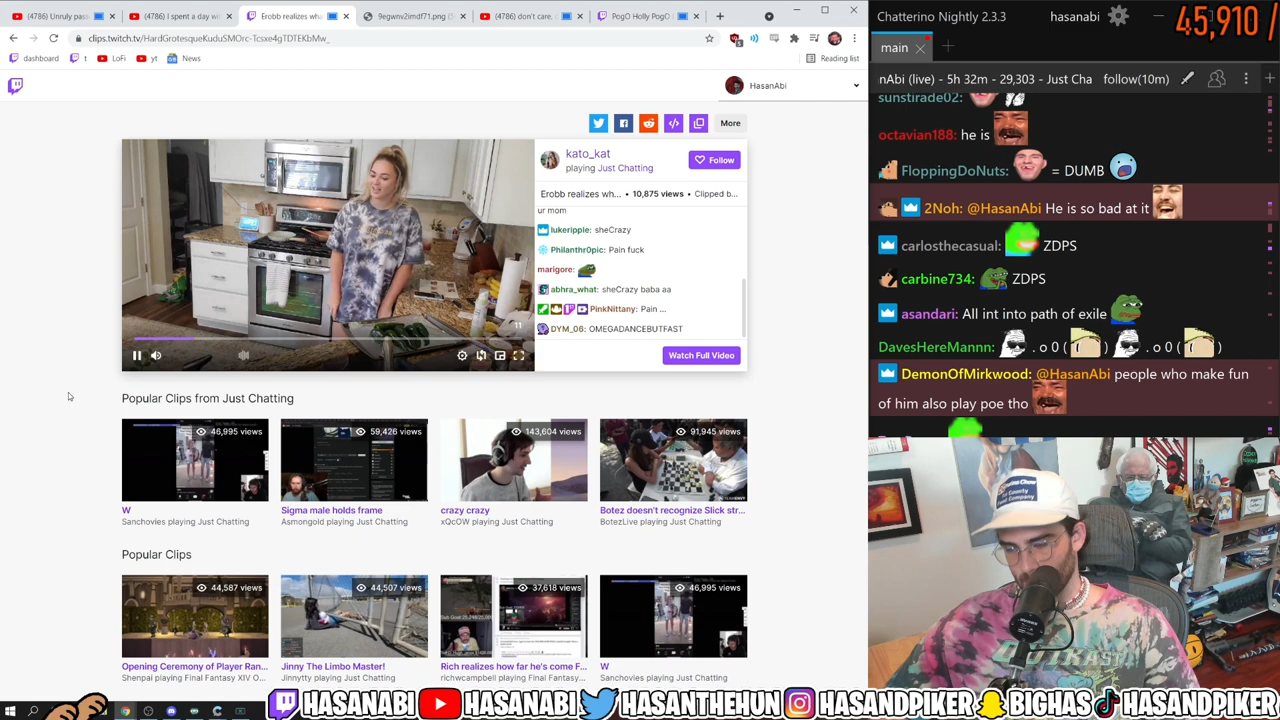 (4786) Unruly pas
(4786) I spent a day wi
Erobb realizes wha
9egwnv2imdf71.png
(4786) don't care. c
PogO Holly PogO
clips.twitch.tv/HardGrotesqueKuduSMOrc-Tcsxe4gTDTEKbMw_
dashboard
t
LoFi
yt
News
Reading list
HasanAbi
More
kato_kat
playing Just Chatting
Follow
Erobb realizes wh... • 10,875 views • Clipped b...
ur mom
lukeripple: sheCrazy
Philanthr0pic: Pain fuck
marigore:
abhra_what: sheCrazy baba aa
PinkNittany: Pain ...
DYM_06: OMEGADANCEBUTFAST
11
Watch Full Video
Popular Clips from Just Chatting
46,995 views
59,426 views
143,604 views
91,945 views
W
Sanchovies playing Just Chatting
Sigma male holds frame
Asmongold playing Just Chatting
crazy crazy
xQcOW playing Just Chatting
Botez doesn't recognize Slick str...
BotezLive playing Just Chatting
Popular Clips
44,587 views
44,507 views
37,618 views
46,995 views
Opening Ceremony of Player Ran...
Shenpai playing Final Fantasy XIV O...
Jinny The Limbo Master!
Jinnytty playing Just Chatting
Rich realizes how far he's come F...
richwcampbell playing Final Fantasy...
W
Sanchovies playing Just Chatting
Chatterino Nightly 2.3.3
hasanabi
45,910 /
main
nAbi (live) - 5h 32m - 29,303 - Just Cha
follow(10m)
sunstirade02:
octavian188: he is
FloppingDoNuts: = DUMB
2Noh: @HasanAbi He is so bad at it
carlosthecasual: ZDPS
carbine734: ZDPS
asandari: All int into path of exile
DavesHereMannn: . o 0 ( ) . o 0 ( )
DemonOfMirkwood: @HasanAbi people who make fun
of him also play poe tho
HASANABI
HASANABI
HASANTHEHUN
HASANDPIKER
BIGHAS
HASANDPIKER